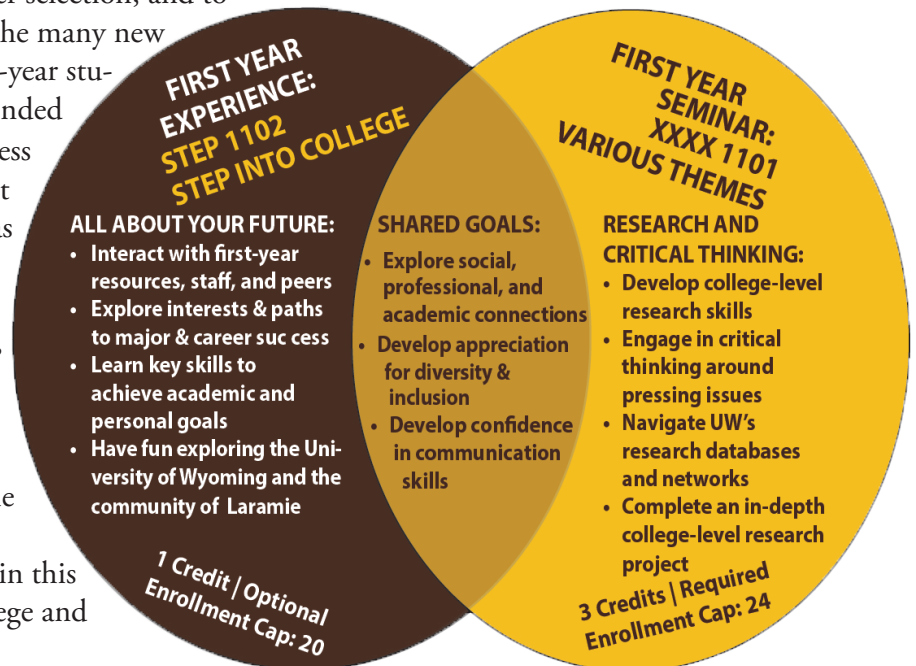 er selection, and to
he many new
-year stu-
nded
ess
t
as
e
in this
ege and
FIRST YEAR
EXPERIENCE:
STEP 1102
STEP INTO COLLEGE
ALL ABOUT YOUR FUTURE:
• Interact with first-year
resources, staff, and peers
• Explore interests & paths
to major & career suc cess
• Learn key skills to
achieve academic and
personal goals
• Have fun exploring the Uni-
versity of Wyoming and the
community of Laramie
1 Credit | Optional
Enrollment Cap: 20
SHARED GOALS:
• Explore social,
professional, and
academic connections
• Develop appreciation
for diversity &
inclusion
• Develop confidence
in communication
skills
FIRST YEAR
SEMINAR:
XXXX 1101
VARIOUS THEMES
RESEARCH AND
CRITICAL THINKING:
• Develop college-level
research skills
• Engage in critical
thinking around
pressing issues
• Navigate UW's
research databases
and networks
• Complete an in-depth
college-level research
project
3 Credits | Required
Enrollment Cap: 24